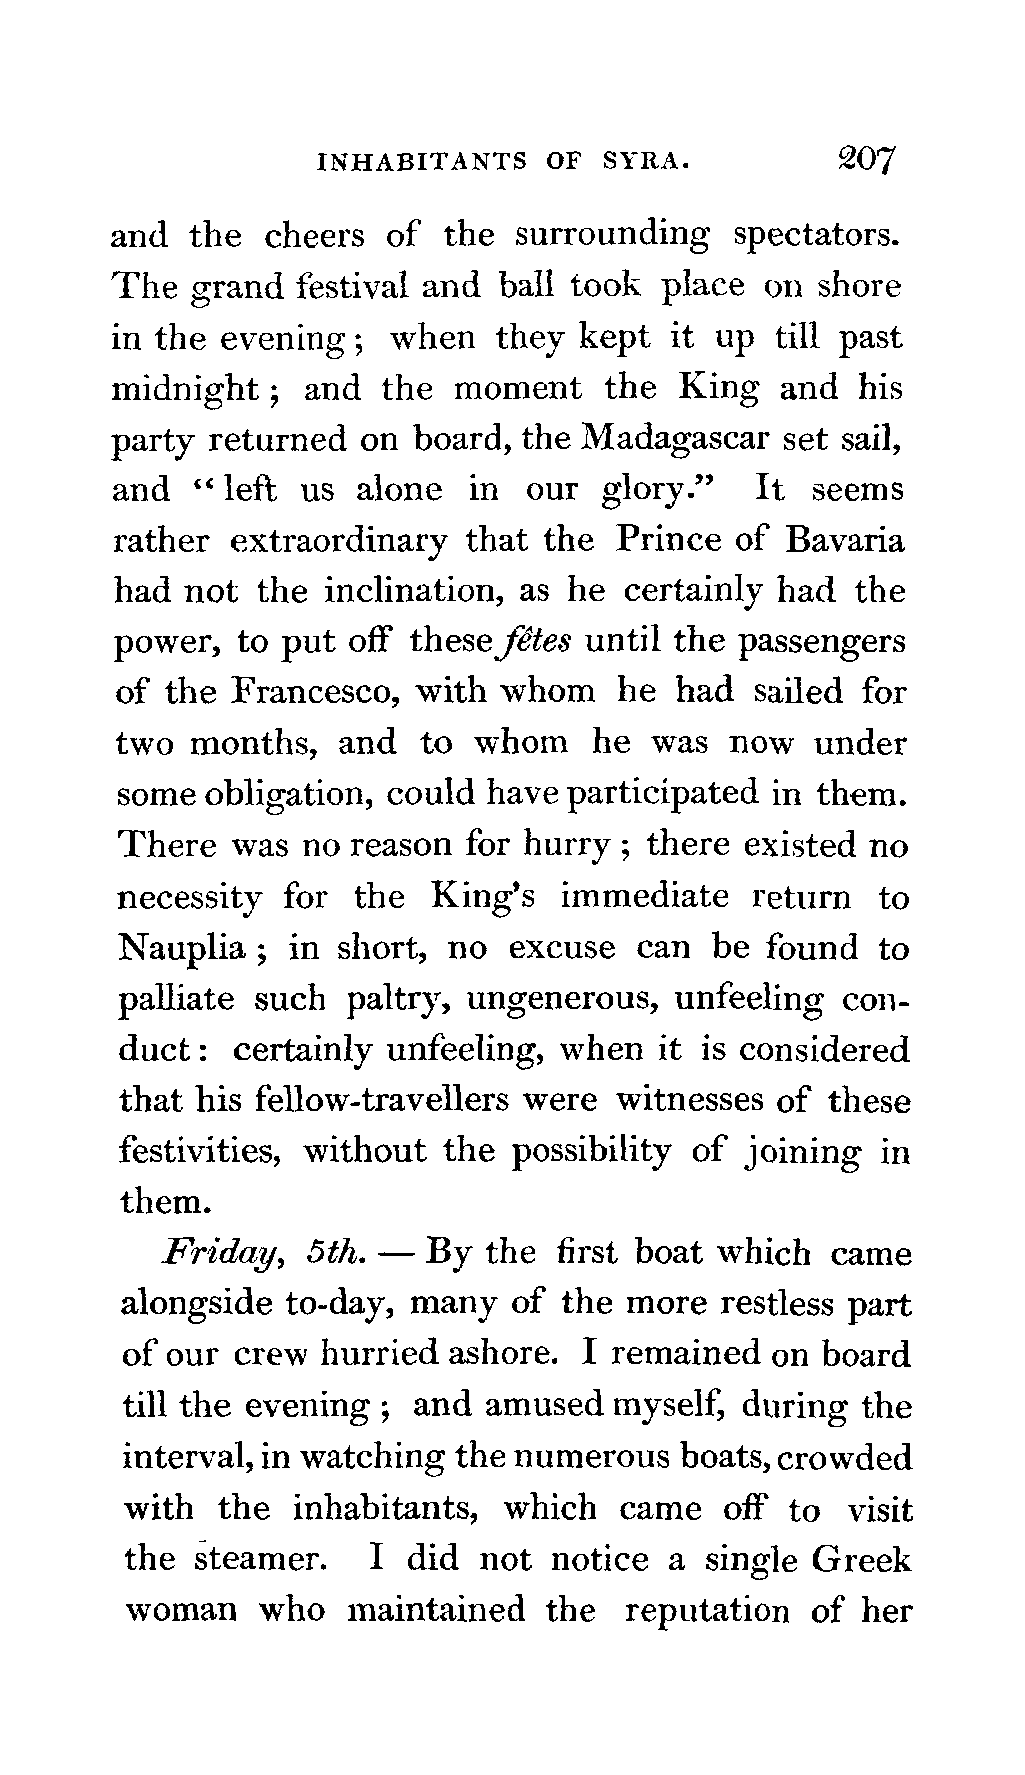 INHABITANTS OF SYRA. 207
and the cheers of the surrounding spectators.
The grand festival and ball took place on shore
in the evening; when they kept it up till past
midnight; and the moment the King and his
party returned on board, the Madagascar set sail,
and “left us alone in our glory.” It seems
rather extraordinary that the Prince of Bavaria
had not the inclination, as he certainly had the
power, to put off these fêtes until the passengers
of the Francesco, with whom he had sailed for
two months, and to whom he was now under
some obligation, could have participated in them.
There was no reason for hurry; there existed no
necessity for the King’s immediate return to
Nauplia; in short, no excuse can be found to
palliate such paltry, ungenerous, unfeeling con-
duct: certainly unfeeling, when it is considered
that his fellow-travellers were witnesses of these
festivities, without the possibility of joining in
them.
Friday, 5th. — By the first boat which came
alongside to-day, many of the more restless part
of our crew hurried ashore. I remained on board
till the evening; and amused myself, during the
interval, in watching the numerous boats, crowded
with the inhabitants, which came off to visit
the steamer. I did not notice a single Greek
woman who maintained the reputation of her